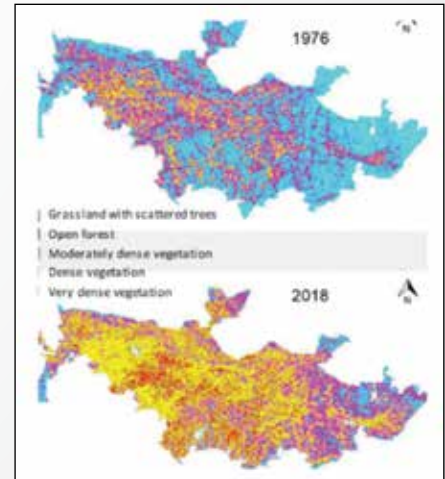 1976
N
Grassland with scattered trees
Open forest
Moderately dense vegetation
Dense vegetation
Very dense vegetation
2018
N